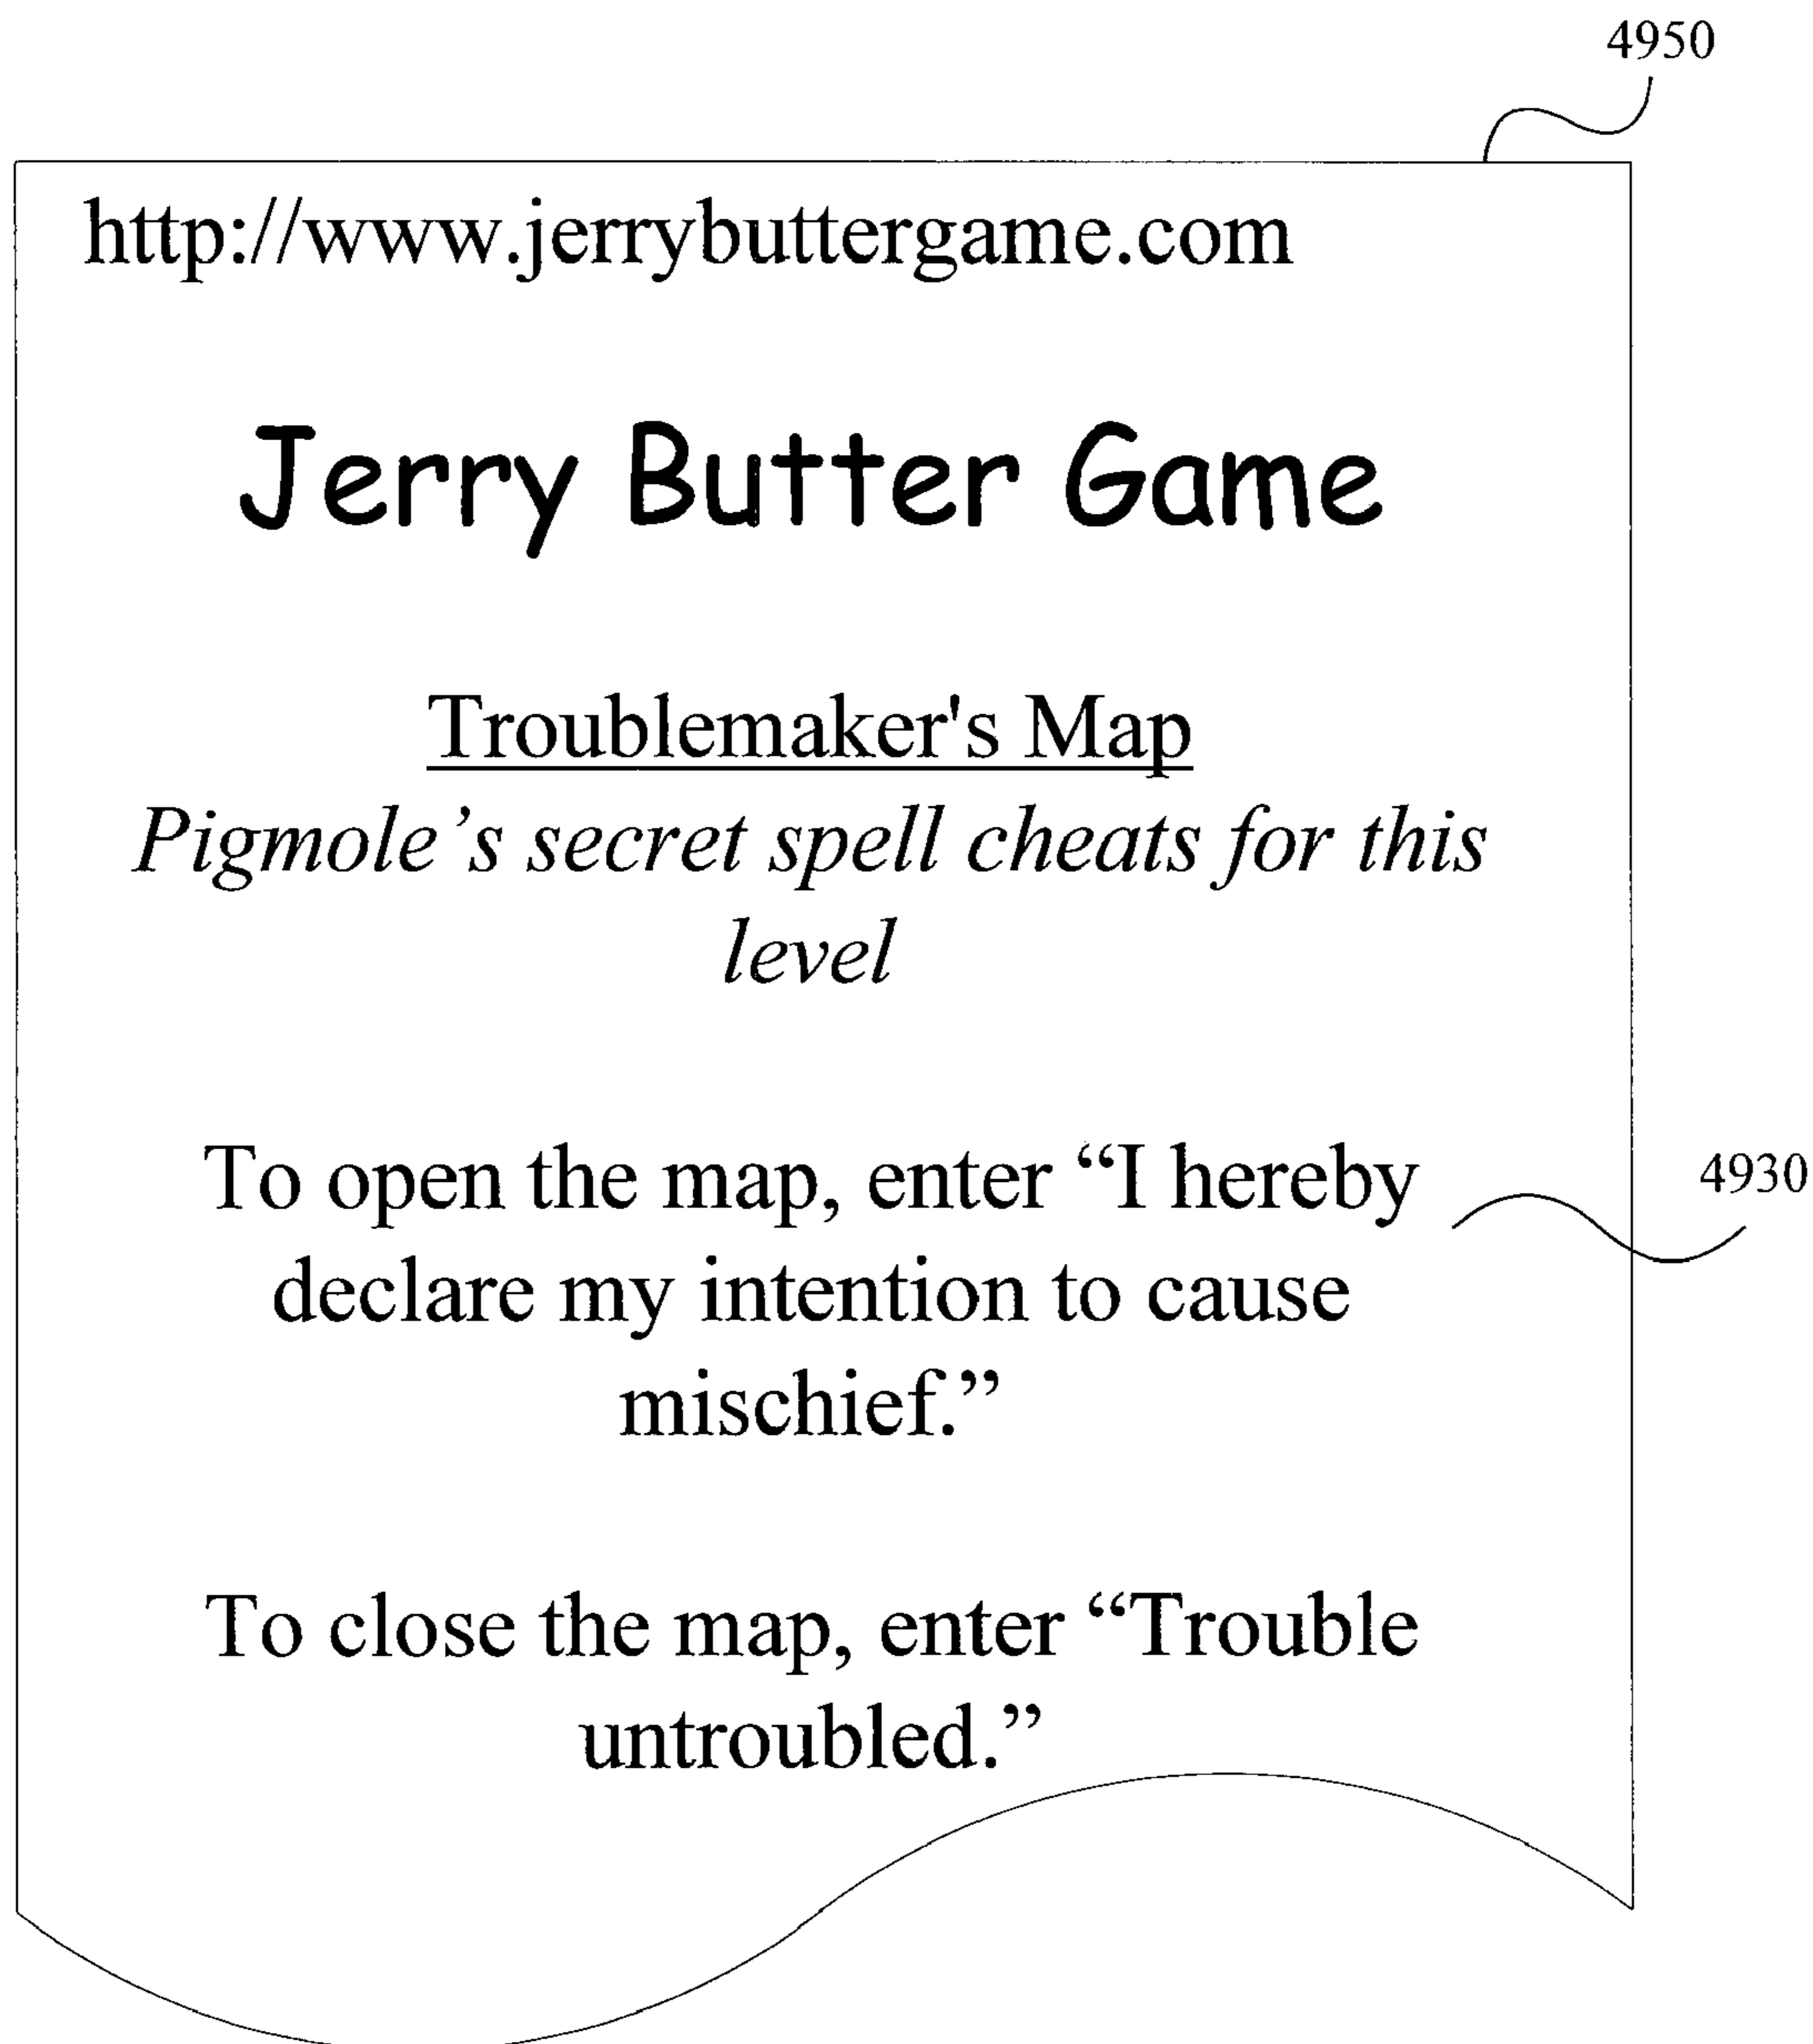 4950
http://www.jerrybuttergame.com
Jerry Butter Game
Troublemaker's Map
Pigmole’s secret spell cheats for this
level
To open the map, enter “I hereby
4930
declare my intention to cause
mischief.”
To close the map, enter “Trouble
untroubled.”